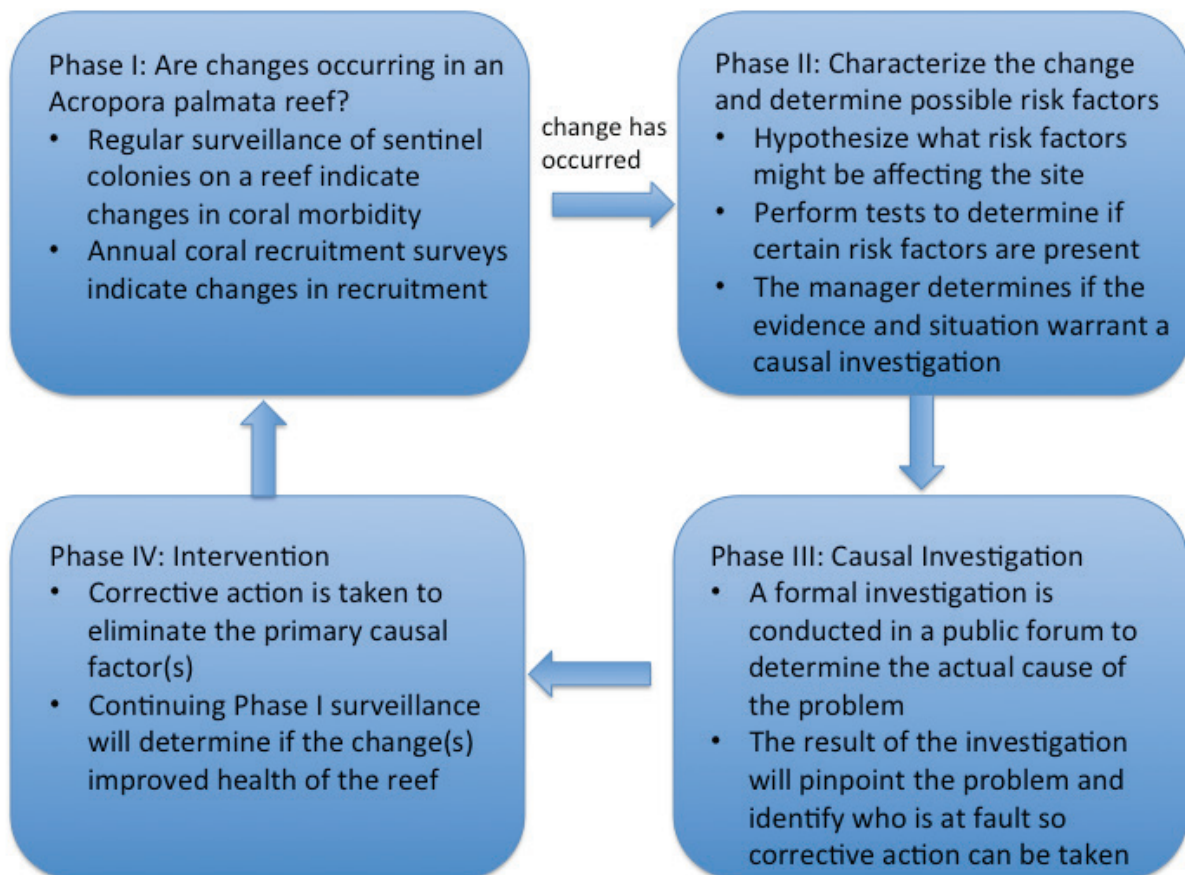 Phase I: Are changes occurring in an
Acropora palmata reef?
• Regular surveillance of sentinel
colonies on a reef indicate
changes in coral morbidity
• Annual coral recruitment surveys
indicate changes in recruitment
change has
occurred
Phase II: Characterize the change
and determine possible risk factors
• Hypothesize what risk factors
might be affecting the site
• Perform tests to determine if
certain risk factors are present
• The manager determines if the
evidence and situation warrant a
causal investigation
Phase III: Causal Investigation
• A formal investigation is
conducted in a public forum to
determine the actual cause of
the problem
• The result of the investigation
will pinpoint the problem and
identify who is at fault so
corrective action can be taken
Phase IV: Intervention
• Corrective action is taken to
eliminate the primary causal
factor(s)
• Continuing Phase I surveillance
will determine if the change(s)
improved health of the reef